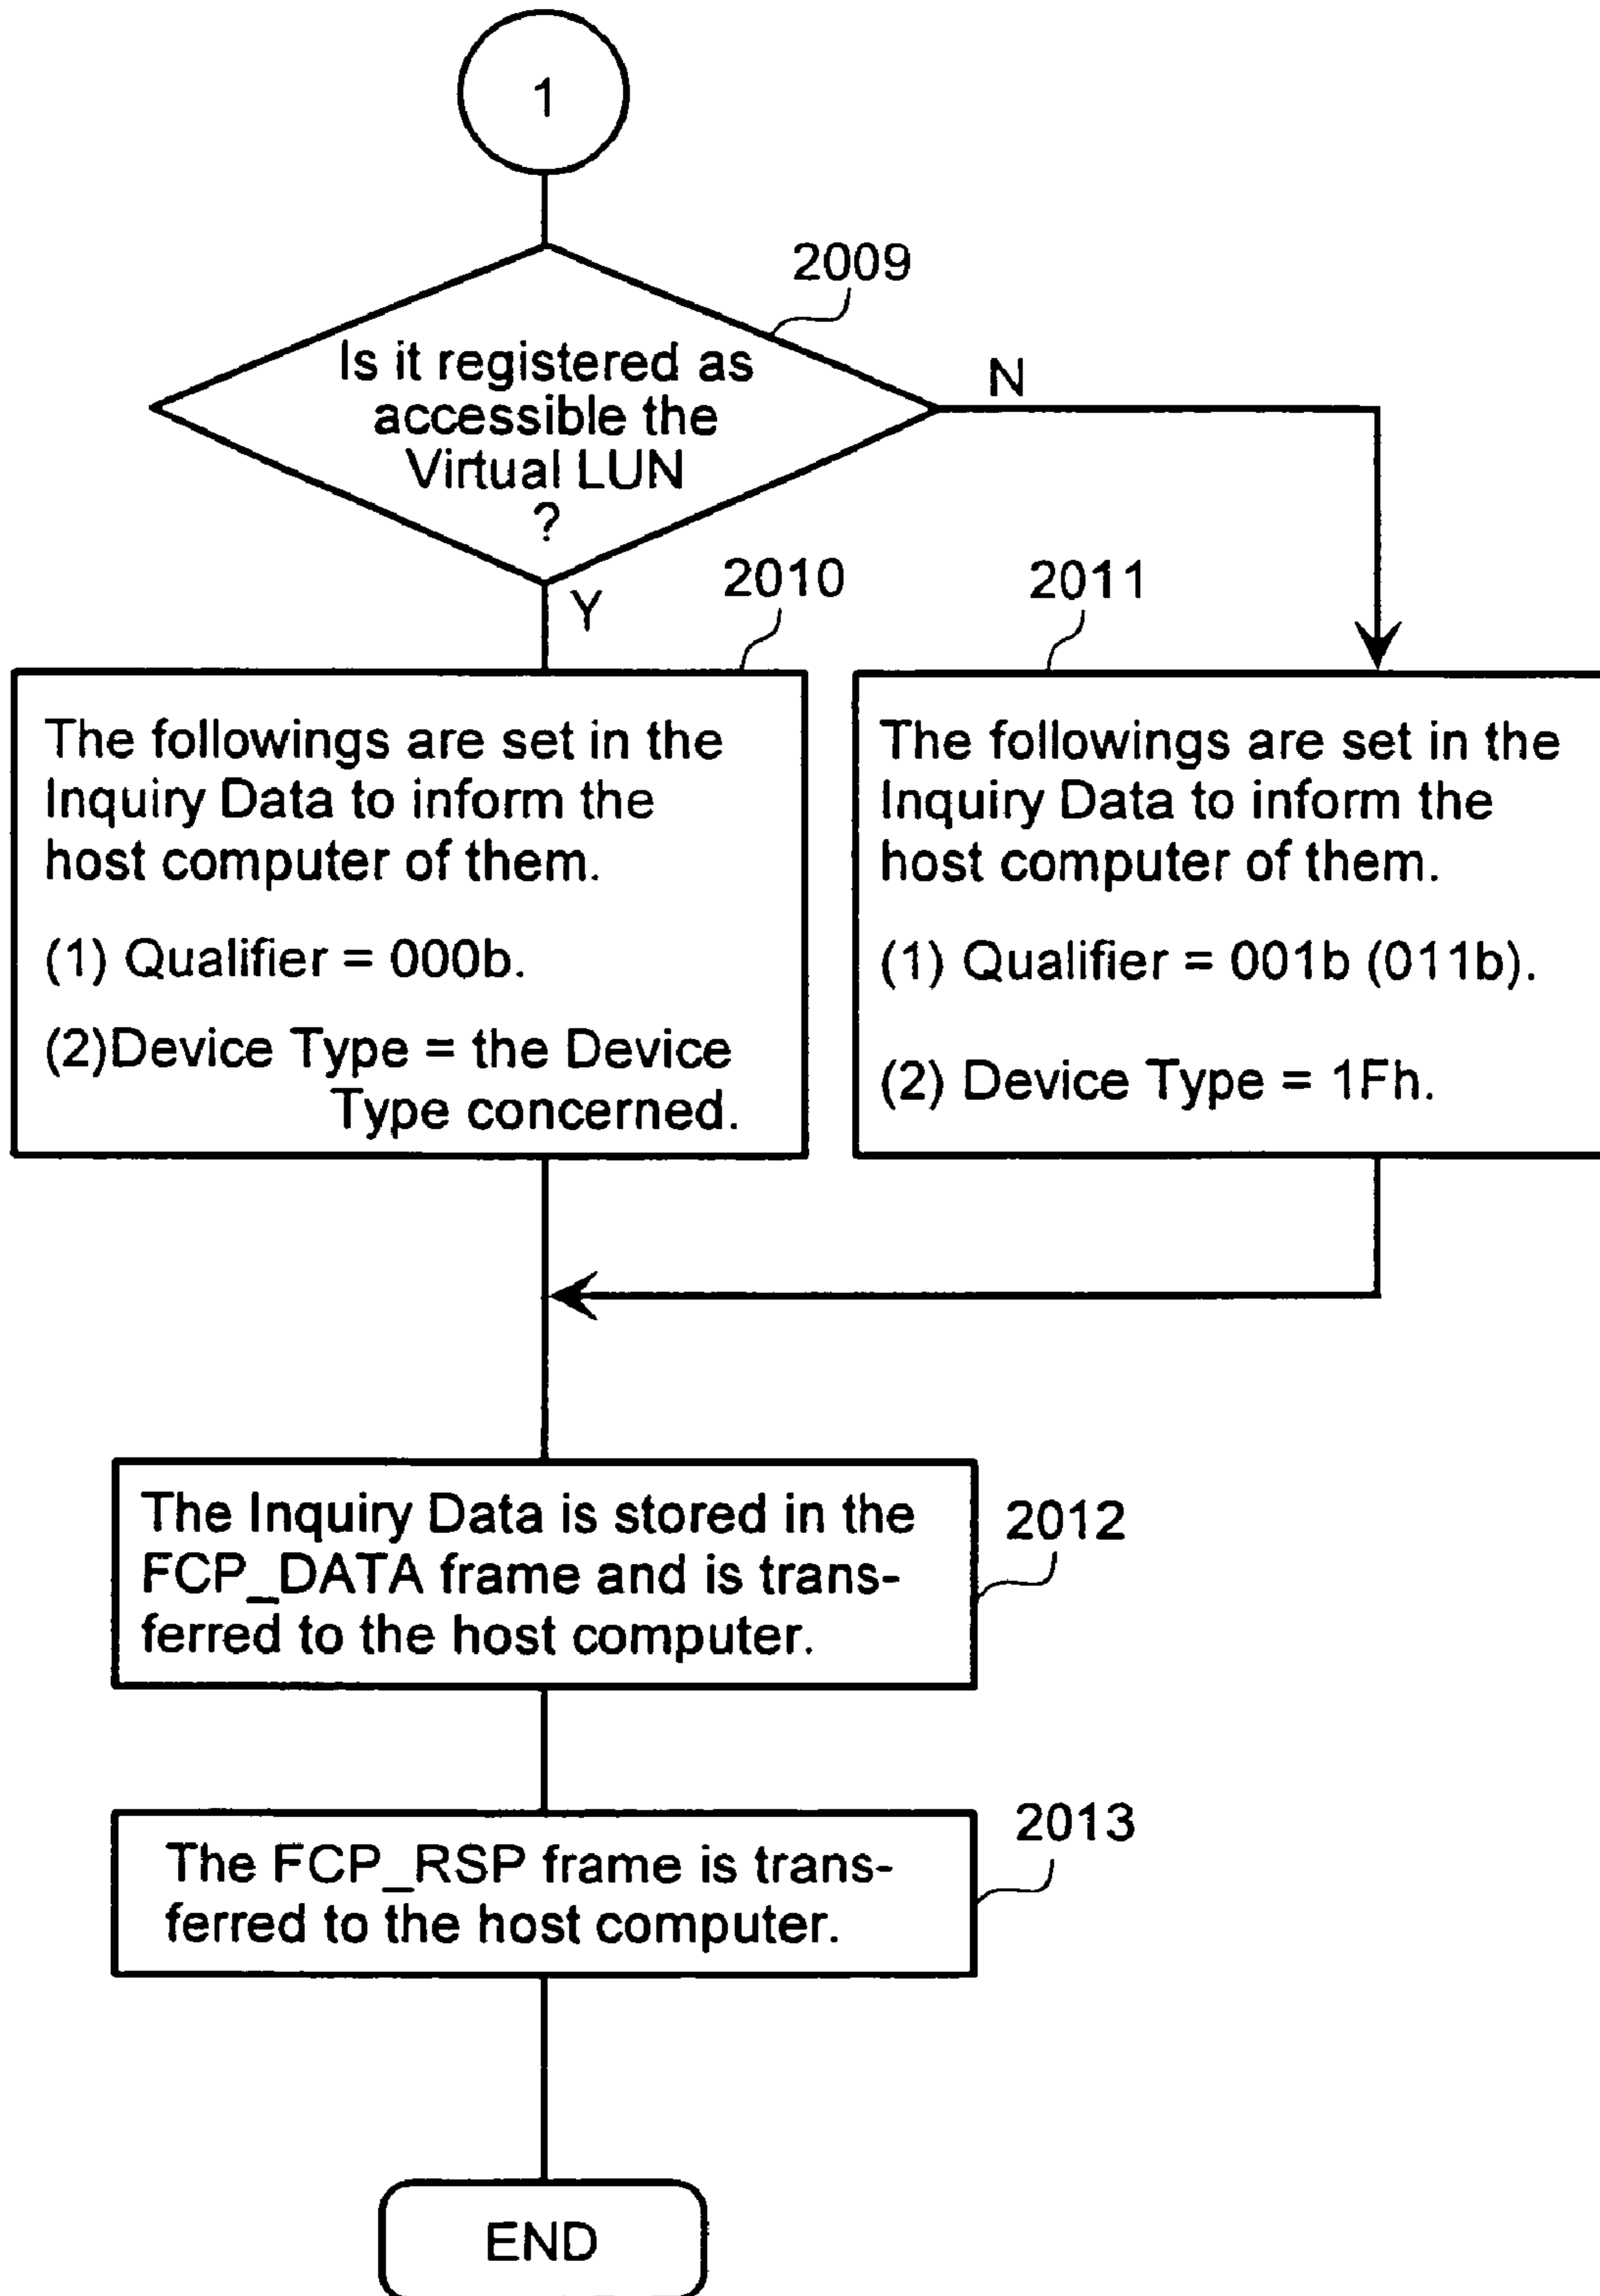 1
2009
Is it registered as
accessible the
Virtual LUN
?
N
Y
2010
2011
The followings are set in the
Inquiry Data to inform the
host computer of them.
(1) Qualifier = 000b.
(2)Device Type = the Device
Type concerned.
The followings are set in the
Inquiry Data to inform the
host computer of them.
(1) Qualifier = 001b (011b).
(2) Device Type = 1Fh.
The Inquiry Data is stored in the
FCP_DATA frame and is trans-
ferred to the host computer.
2012
The FCP_RSP frame is trans-
ferred to the host computer.
2013
END